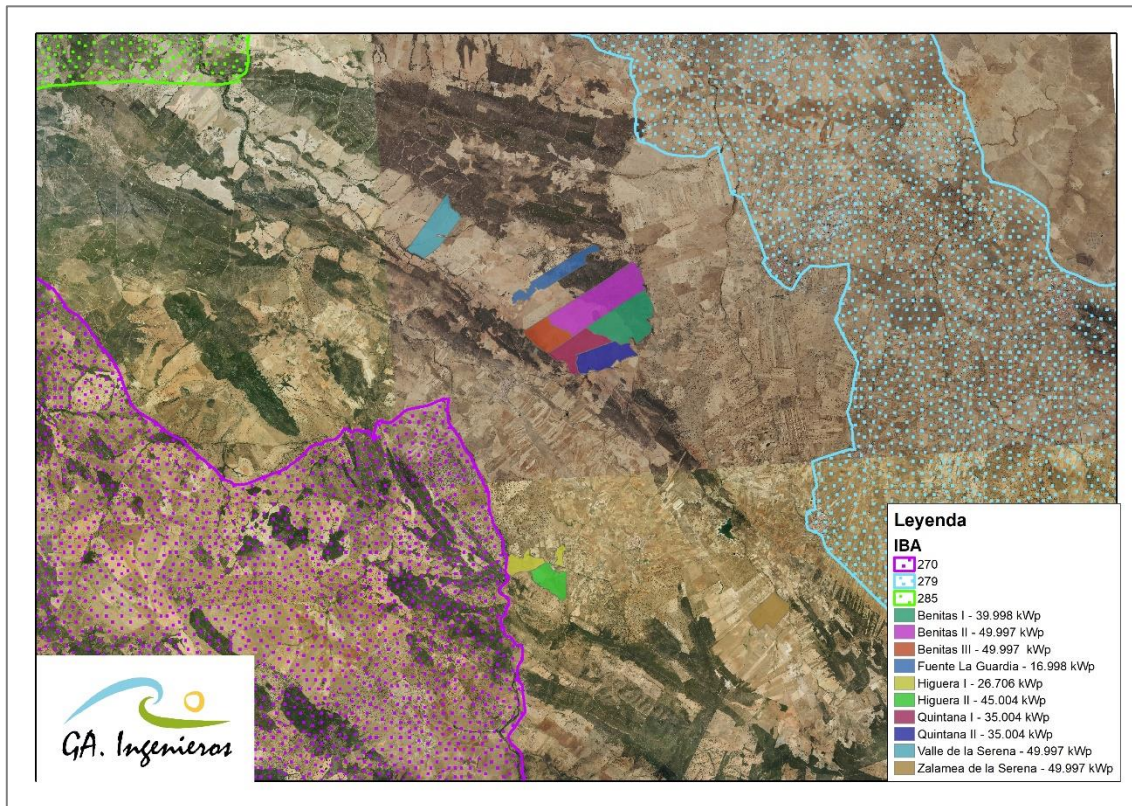 Leyenda
IBA
270
279
285
Benitas I - 39.998 kWp
Benitas II - 49.997 kWp
Benitas III - 49.997 kWp
Fuente La Guardia - 16.998 kWp
Higuera I - 26.706 kWp
Higuera II - 45.004 kWp
Quintana I - 35.004 kWp
Quintana II - 35.004 kWp
Valle de la Serena - 49.997 kWp
Zalamea de la Serena - 49.997 kWp
GA. Ingenieros